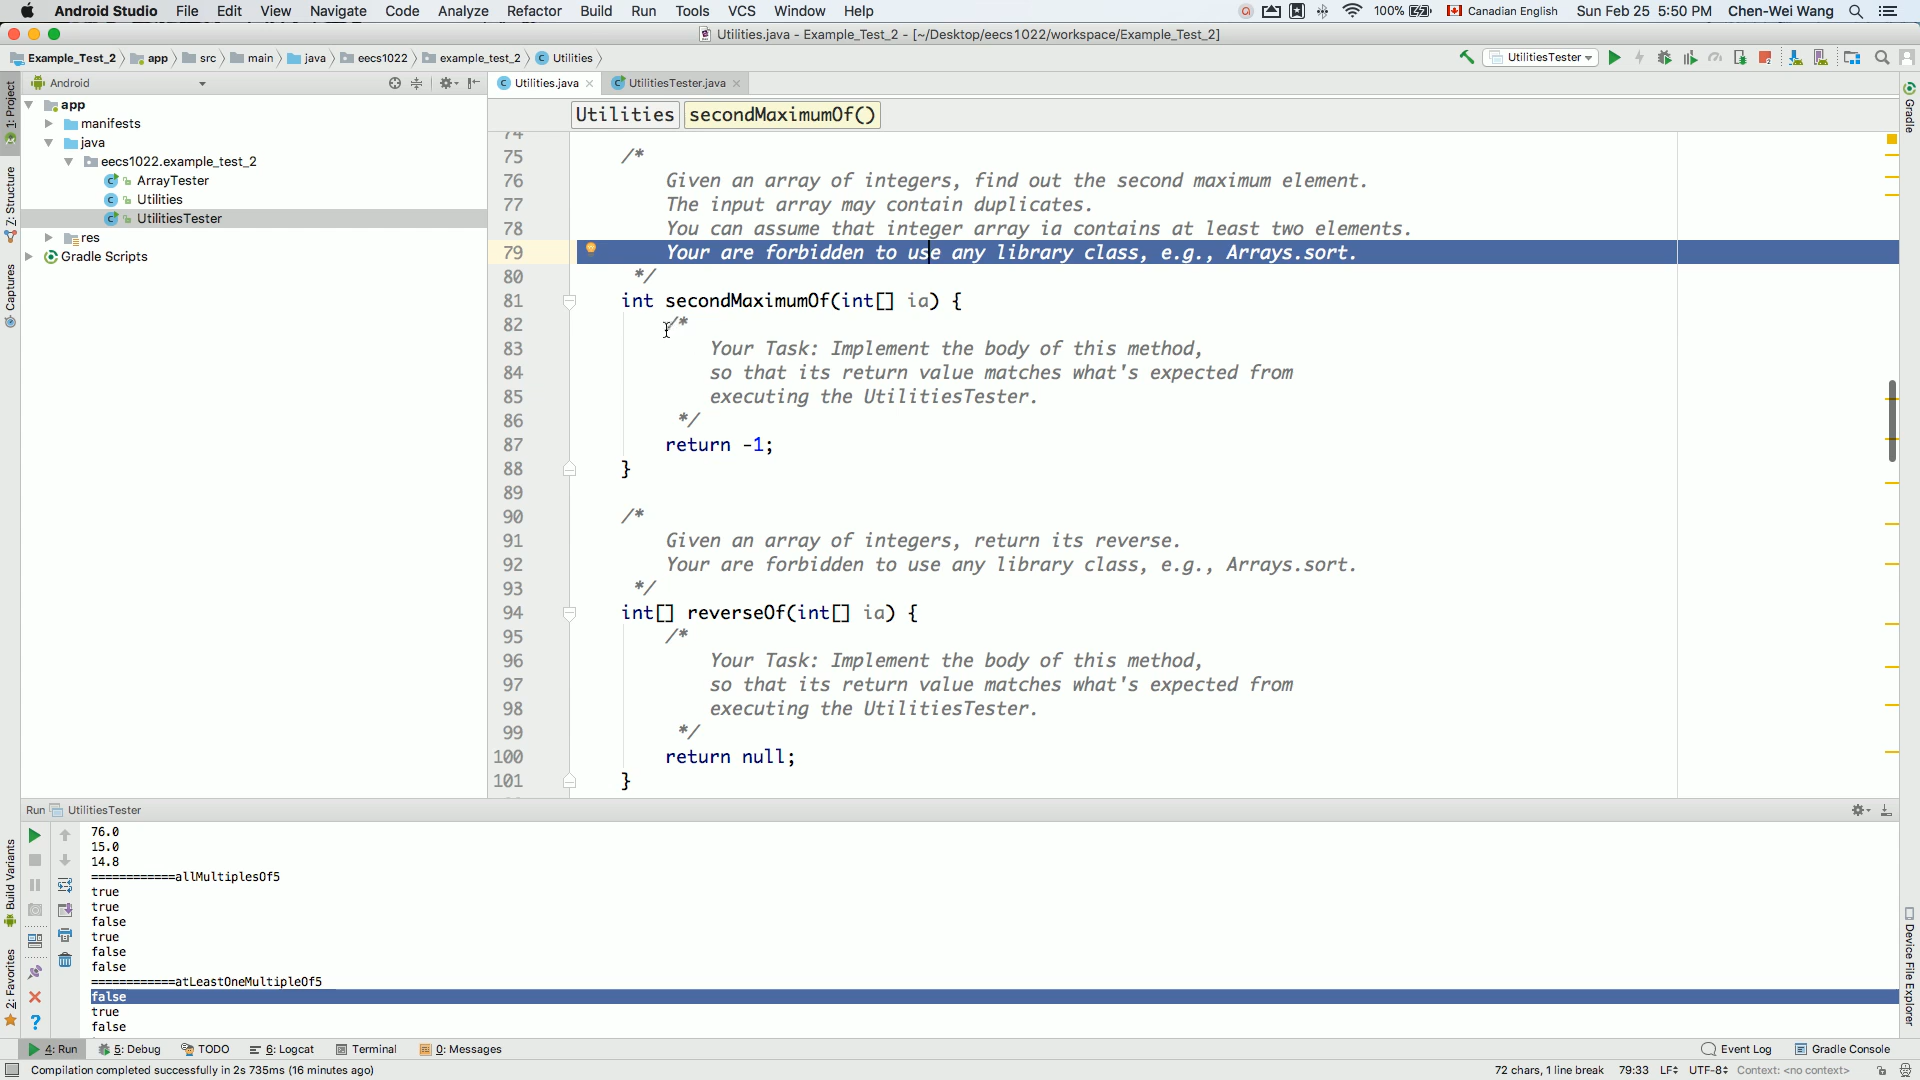 Android Studio File Edit View Navigate Code Analyze Refactor Build Run Tools VCS Window Help 100% Canadian English Sun Feb 25 5:50 PM Chen-Wei Wang
Utilities.java - Example_Test_2 - [~/Desktop/eecs1022/workspace/Example_Test_2]
Example_Test_2 app src main java eecs1022 example_test_2 Utilities UtilitiesTester
Android
Utilities.java UtilitiesTester.java
Utilities secondMaximumOf()
1: Project
Z: Structure
Captures
Build Variants
2: Favorites
Gradle
Device File Explorer
app
manifests
java
eecs1022.example_test_2
ArrayTester
Utilities
UtilitiesTester
res
Gradle Scripts
74
75 /*
76 Given an array of integers, find out the second maximum element.
77 The input array may contain duplicates.
78 You can assume that integer array ia contains at least two elements.
79 Your are forbidden to use any library class, e.g., Arrays.sort.
80 */
81 int secondMaximumOf(int[] ia) {
82 /*
83 Your Task: Implement the body of this method,
84 so that its return value matches what's expected from
85 executing the UtilitiesTester.
86 */
87 return -1;
88 }
89
90 /*
91 Given an array of integers, return its reverse.
92 Your are forbidden to use any library class, e.g., Arrays.sort.
93 */
94 int[] reverseOf(int[] ia) {
95 /*
96 Your Task: Implement the body of this method,
97 so that its return value matches what's expected from
98 executing the UtilitiesTester.
99 */
100 return null;
101 }
Run UtilitiesTester
76.0
15.0
14.8
============allMultiplesOf5
true
true
false
true
false
false
============atLeastOneMultipleOf5
false
true
false
4: Run 5: Debug TODO 6: Logcat Terminal 0: Messages Event Log Gradle Console
Compilation completed successfully in 2s 735ms (16 minutes ago) 72 chars, 1 line break 79:33 LF UTF-8 Context: <no context>